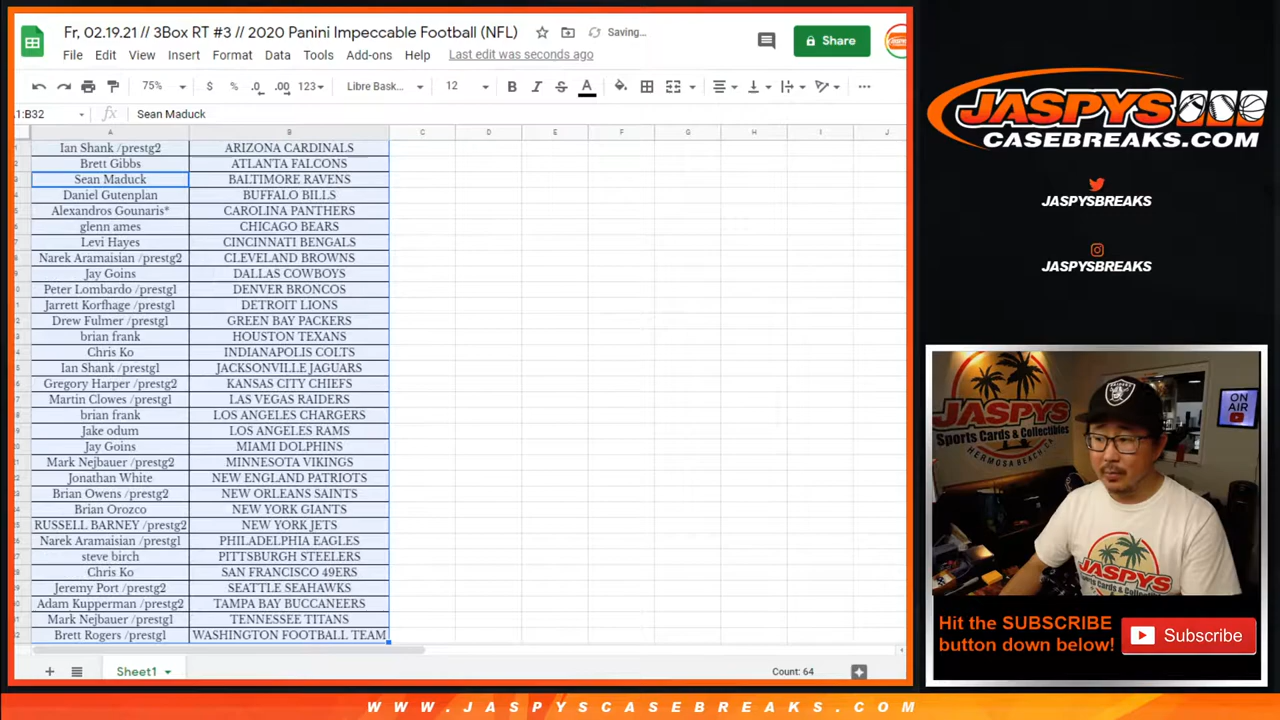 Fr, 02.19.21 // 3Box RT #3 // 2020 Panini Impeccable Football (NFL)
Saving...
File Edit View Insert Format Data Tools Add-ons Help Last edit was seconds ago
Share
75% $ % .0 .00 123 Libre Bask... 12 B I S A
1:B32 fx Sean Maduck
A B C D E F G H I J
Ian Shank /prestg2 ARIZONA CARDINALS
Brett Gibbs ATLANTA FALCONS
Sean Maduck BALTIMORE RAVENS
Daniel Gutenplan BUFFALO BILLS
Alexandros Gounaris* CAROLINA PANTHERS
glenn ames CHICAGO BEARS
Levi Hayes CINCINNATI BENGALS
Narek Aramaisian /prestg2 CLEVELAND BROWNS
Jay Goins DALLAS COWBOYS
Peter Lombardo /prestg1 DENVER BRONCOS
Jarrett Korfhage /prestg1 DETROIT LIONS
Drew Fulmer /prestg1 GREEN BAY PACKERS
brian frank HOUSTON TEXANS
Chris Ko INDIANAPOLIS COLTS
Ian Shank /prestg1 JACKSONVILLE JAGUARS
Gregory Harper /prestg2 KANSAS CITY CHIEFS
Martin Clowes /prestg1 LAS VEGAS RAIDERS
brian frank LOS ANGELES CHARGERS
Jake odum LOS ANGELES RAMS
Jay Goins MIAMI DOLPHINS
Mark Nejbauer /prestg2 MINNESOTA VIKINGS
Jonathan White NEW ENGLAND PATRIOTS
Brian Owens /prestg2 NEW ORLEANS SAINTS
Brian Orozco NEW YORK GIANTS
RUSSELL BARNEY /prestg2 NEW YORK JETS
Narek Aramaisian /prestg1 PHILADELPHIA EAGLES
steve birch PITTSBURGH STEELERS
Chris Ko SAN FRANCISCO 49ERS
Jeremy Port /prestg2 SEATTLE SEAHAWKS
Adam Kupperman /prestg2 TAMPA BAY BUCCANEERS
Mark Nejbauer /prestg1 TENNESSEE TITANS
Brett Rogers /prestg1 WASHINGTON FOOTBALL TEAM
Sheet1
Count: 64
JASPYS
CASEBREAKS.COM
JASPYSBREAKS
JASPYSBREAKS
JASPYS
Sports Cards & Collectibles
HERMOSA BEACH, CA
ON AIR
RAIDERS
JASPYS
Hit the SUBSCRIBE
button down below!
Subscribe
WWW.JASPYSCASEBREAKS.COM